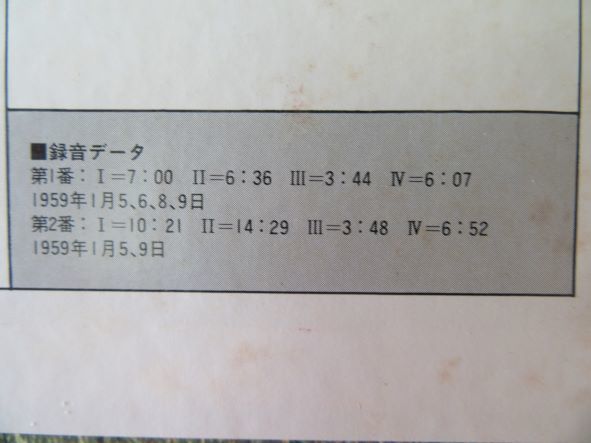 ■録音データ
第1番：Ⅰ=7：00　Ⅱ=6：36　Ⅲ=3：44　Ⅳ=6：07
1959年1月5、6、8、9日
第2番：Ⅰ=10：21　Ⅱ=14：29　Ⅲ=3：48　Ⅳ=6：52
1959年1月5、9日